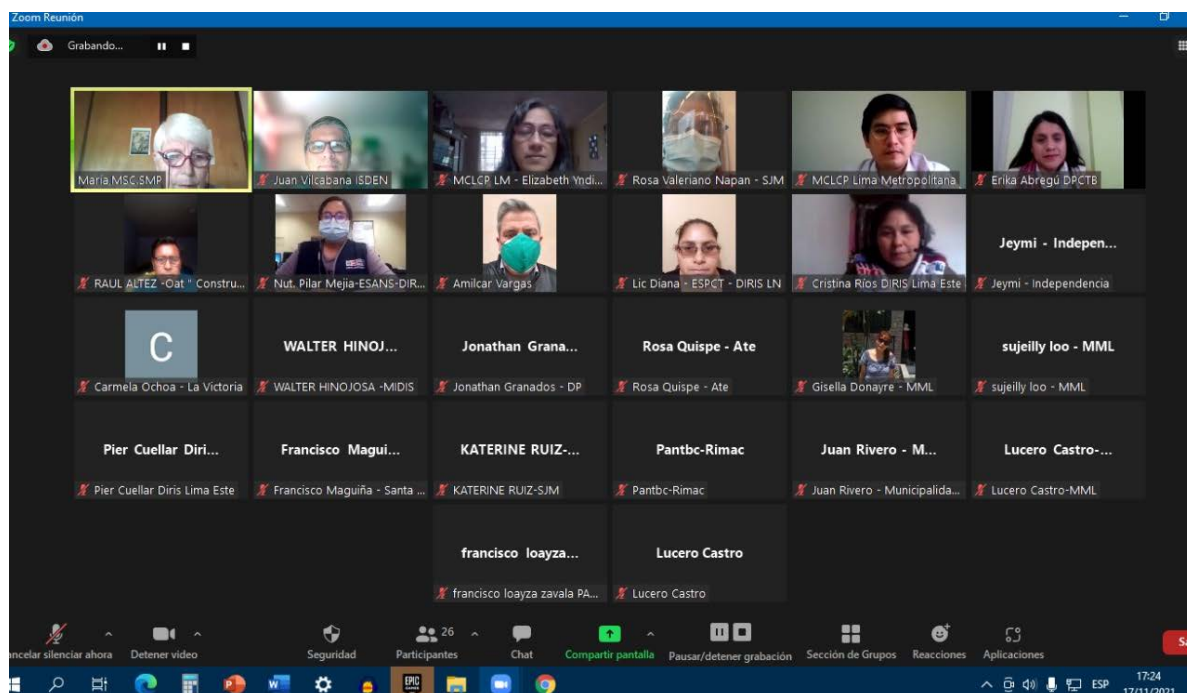 Zoom Reunión
Grabando...
Maria MSC.SMP
Juan Vilcabana ISDEN
MCLCP LM - Elizabeth Yndi...
Rosa Valeriano Napan - SJM
MCLCP Lima Metropolitana
Erika Abregú DPCTB
RAUL ALTEZ -Oat " Constru...
Nut. Pilar Mejia-ESANS-DIR...
Amilcar Vargas
Lic Diana - ESPCT - DIRIS LN
Cristina Ríos DIRIS Lima Este
Jeymi - Indepen...
Jeymi - Independencia
C
Carmela Ochoa - La Victoria
WALTER HINOJ...
WALTER HINOJOSA -MIDIS
Jonathan Grana...
Jonathan Granados - DP
Rosa Quispe - Ate
Rosa Quispe - Ate
Gisella Donayre - MML
sujeilly loo - MML
sujeilly loo - MML
Pier Cuellar Diri...
Pier Cuellar Diris Lima Este
Francisco Magui...
Francisco Maguiña - Santa ...
KATERINE RUIZ-...
KATERINE RUIZ-SJM
Pantbc-Rimac
Pantbc-Rimac
Juan Rivero - M...
Juan Rivero - Municipalida...
Lucero Castro-...
Lucero Castro-MML
francisco loayza...
francisco loayza zavala PA...
Lucero Castro
Lucero Castro
ancelar silenciar ahora
Detener video
Seguridad
26
Participantes
Chat
Compartir pantalla
Pausar/detener grabación
Sección de Grupos
Reacciones
Aplicaciones
Sa
EPIC GAMES
ESP
17:24
17/11/2021